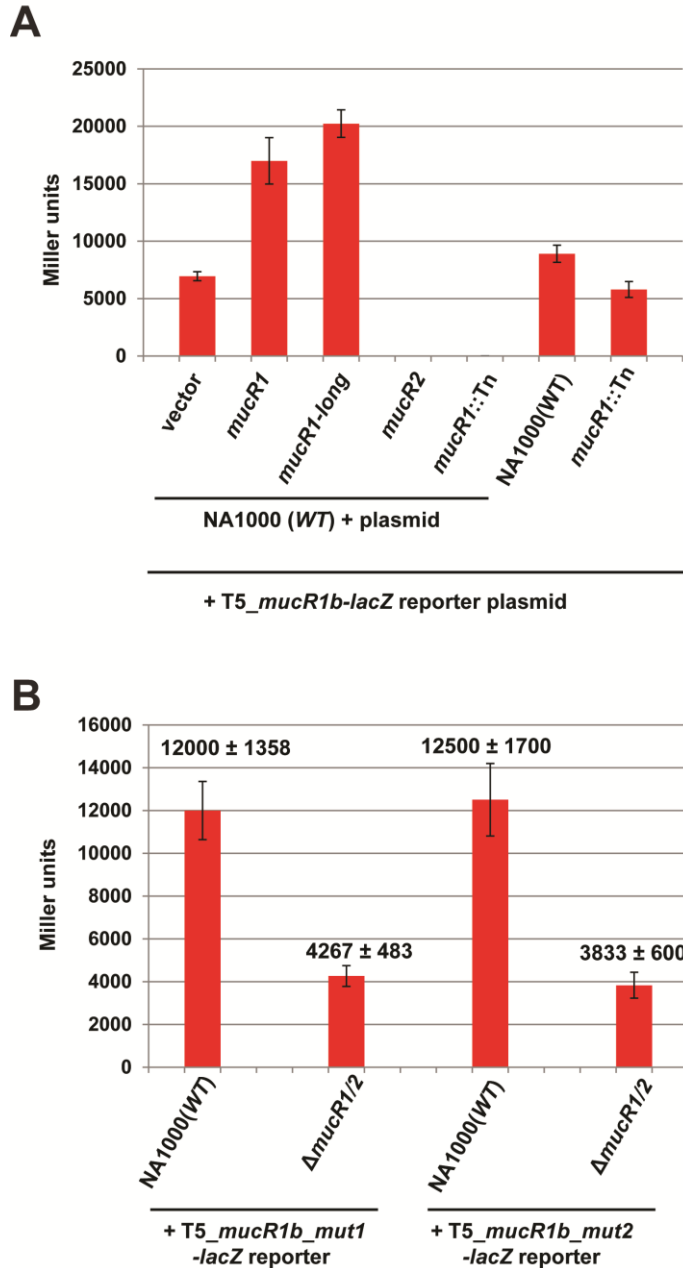 A
25000
20000
15000
10000
5000
0
Miller units
vector
mucR1
mucR1-long
mucR2
mucR1::Tn
NA1000(WT)
mucR1::Tn
NA1000 (WT) + plasmid
+ T5_mucR1b-lacZ reporter plasmid
B
16000
14000
12000
10000
8000
6000
4000
2000
0
Miller units
12000 ± 1358
4267 ± 483
12500 ± 1700
3833 ± 600
NA1000(WT)
ΔmucR1/2
NA1000(WT)
ΔmucR1/2
+ T5_mucR1b_mut1
-lacZ reporter
+ T5_mucR1b_mut2
-lacZ reporter